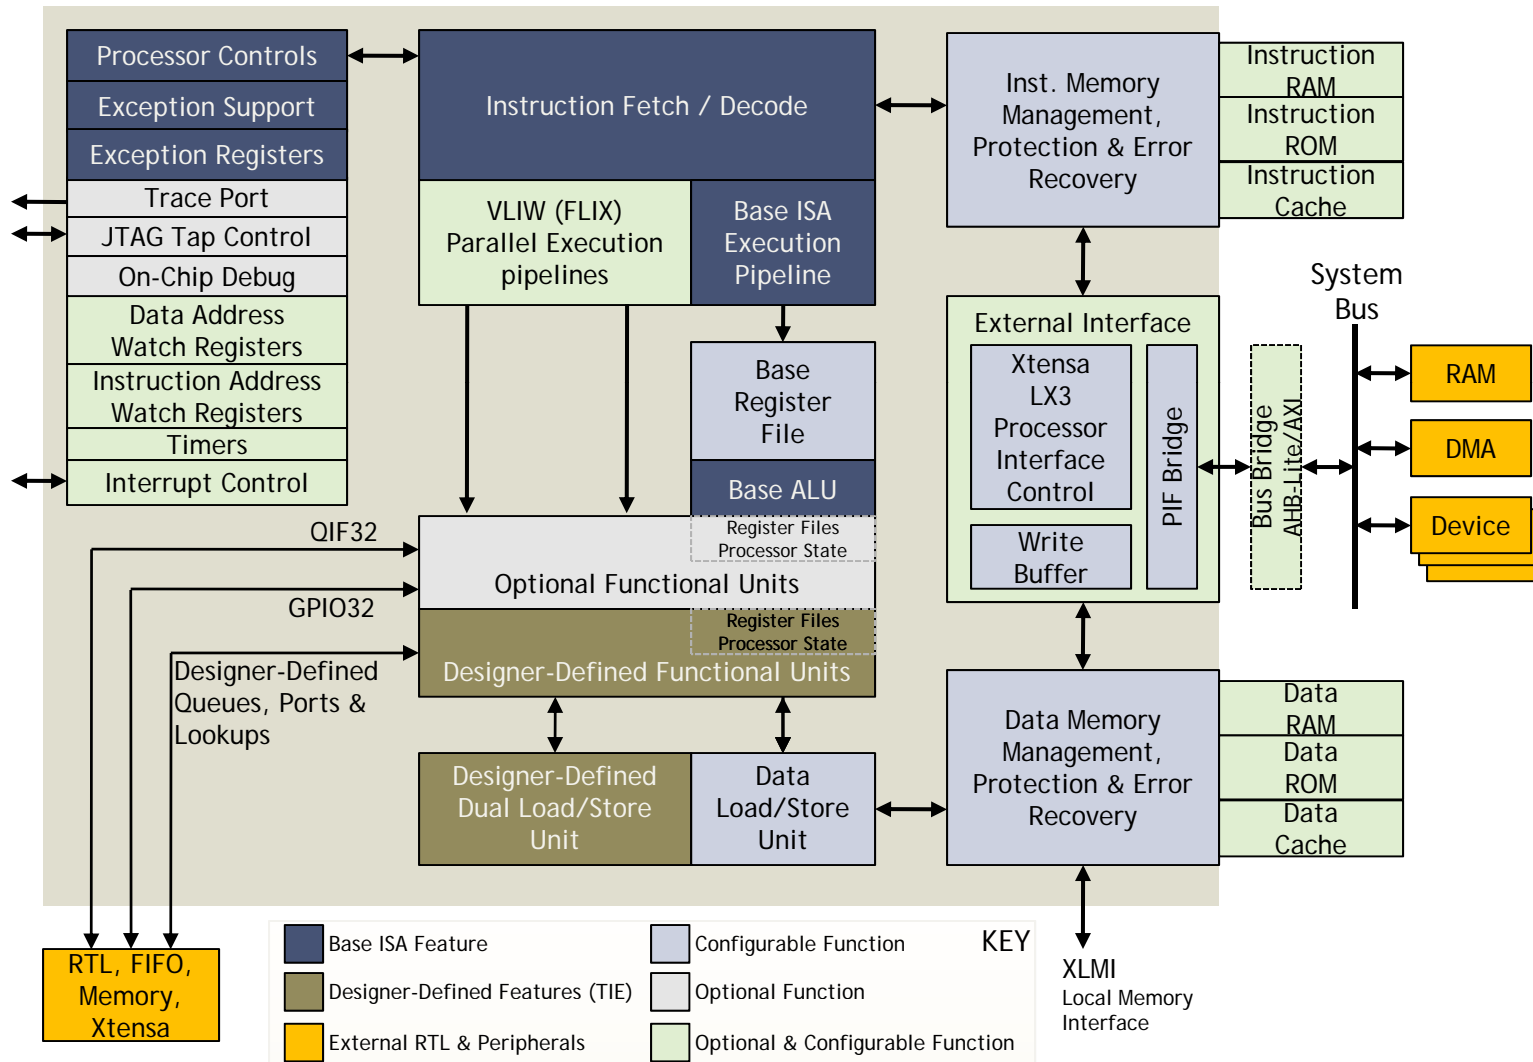 Processor Controls
Exception Support
Exception Registers
Trace Port
JTAG Tap Control
On-Chip Debug
Data Address
Watch Registers
Instruction Address
Watch Registers
Timers
Interrupt Control
Instruction Fetch / Decode
VLIW (FLIX)
Parallel Execution
pipelines
Base ISA
Execution
Pipeline
Base
Register
File
Base ALU
Register Files
Processor State
Optional Functional Units
Register Files
Processor State
Designer-Defined Functional Units
QIF32
GPIO32
Designer-Defined
Queues, Ports &
Lookups
Designer-Defined
Dual Load/Store
Unit
Data
Load/Store
Unit
Inst. Memory
Management,
Protection & Error
Recovery
Instruction
RAM
Instruction
ROM
Instruction
Cache
External Interface
Xtensa
LX3
Processor
Interface
Control
Write
Buffer
PIF Bridge
Bus Bridge
AHB-Lite/AXI
System
Bus
RAM
DMA
Device
Data Memory
Management,
Protection & Error
Recovery
Data
RAM
Data
ROM
Data
Cache
XLMI
Local Memory
Interface
RTL, FIFO,
Memory,
Xtensa
KEY
Base ISA Feature
Designer-Defined Features (TIE)
External RTL & Peripherals
Configurable Function
Optional Function
Optional & Configurable Function